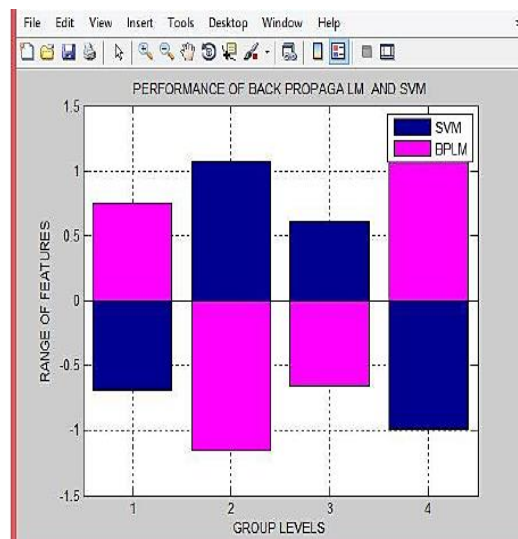 File Edit View Insert Tools Desktop Window Help
PERFORMANCE OF BACK PROPAGA LM AND SVM
SVM
BPLM
RANGE OF FEATURES
1.5
1
0.5
0
-0.5
-1
-1.5
1 2 3 4
GROUP LEVELS